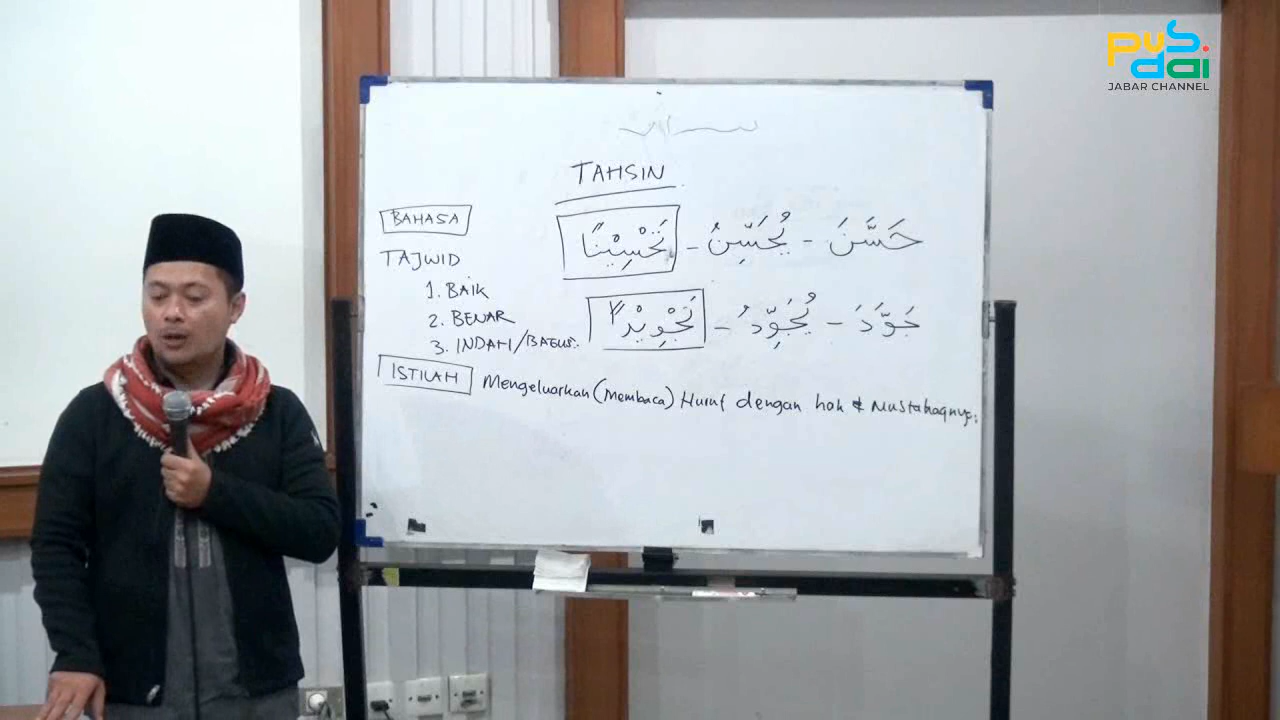 PUSDAI
JABAR CHANNEL
TAHSIN
BAHASA
حَسَّنَ - يُحَسِّنُ - تَحْسِيْنًا
TAJWID
1. BAIK
جَوَّدَ - يُجَوِّدُ - تَجْوِيْدً
2. BENAR
3. INDAH/BAGUS.
ISTILAH Mengeluarkan (Membaca) Huruf dengan hak & Mustahaqnya.